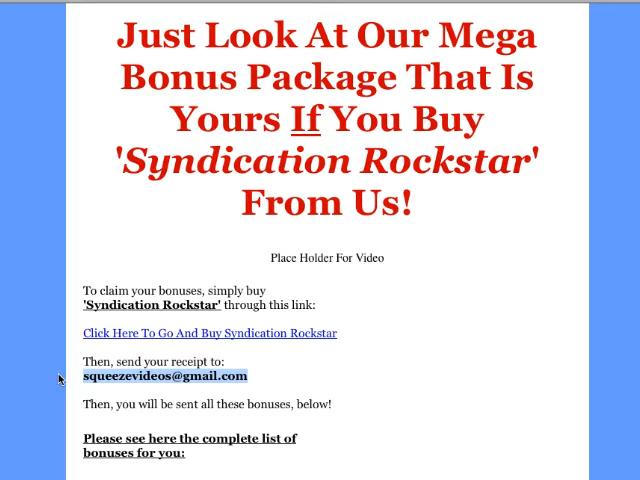 Just Look At Our Mega
Bonus Package That Is
Yours If You Buy
'Syndication Rockstar'
From Us!
Place Holder For Video
To claim your bonuses, simply buy
'Syndication Rockstar' through this link:
Click Here To Go And Buy Syndication Rockstar
Then, send your receipt to:
squeezevideos@gmail.com
Then, you will be sent all these bonuses, below!
Please see here the complete list of
bonuses for you: